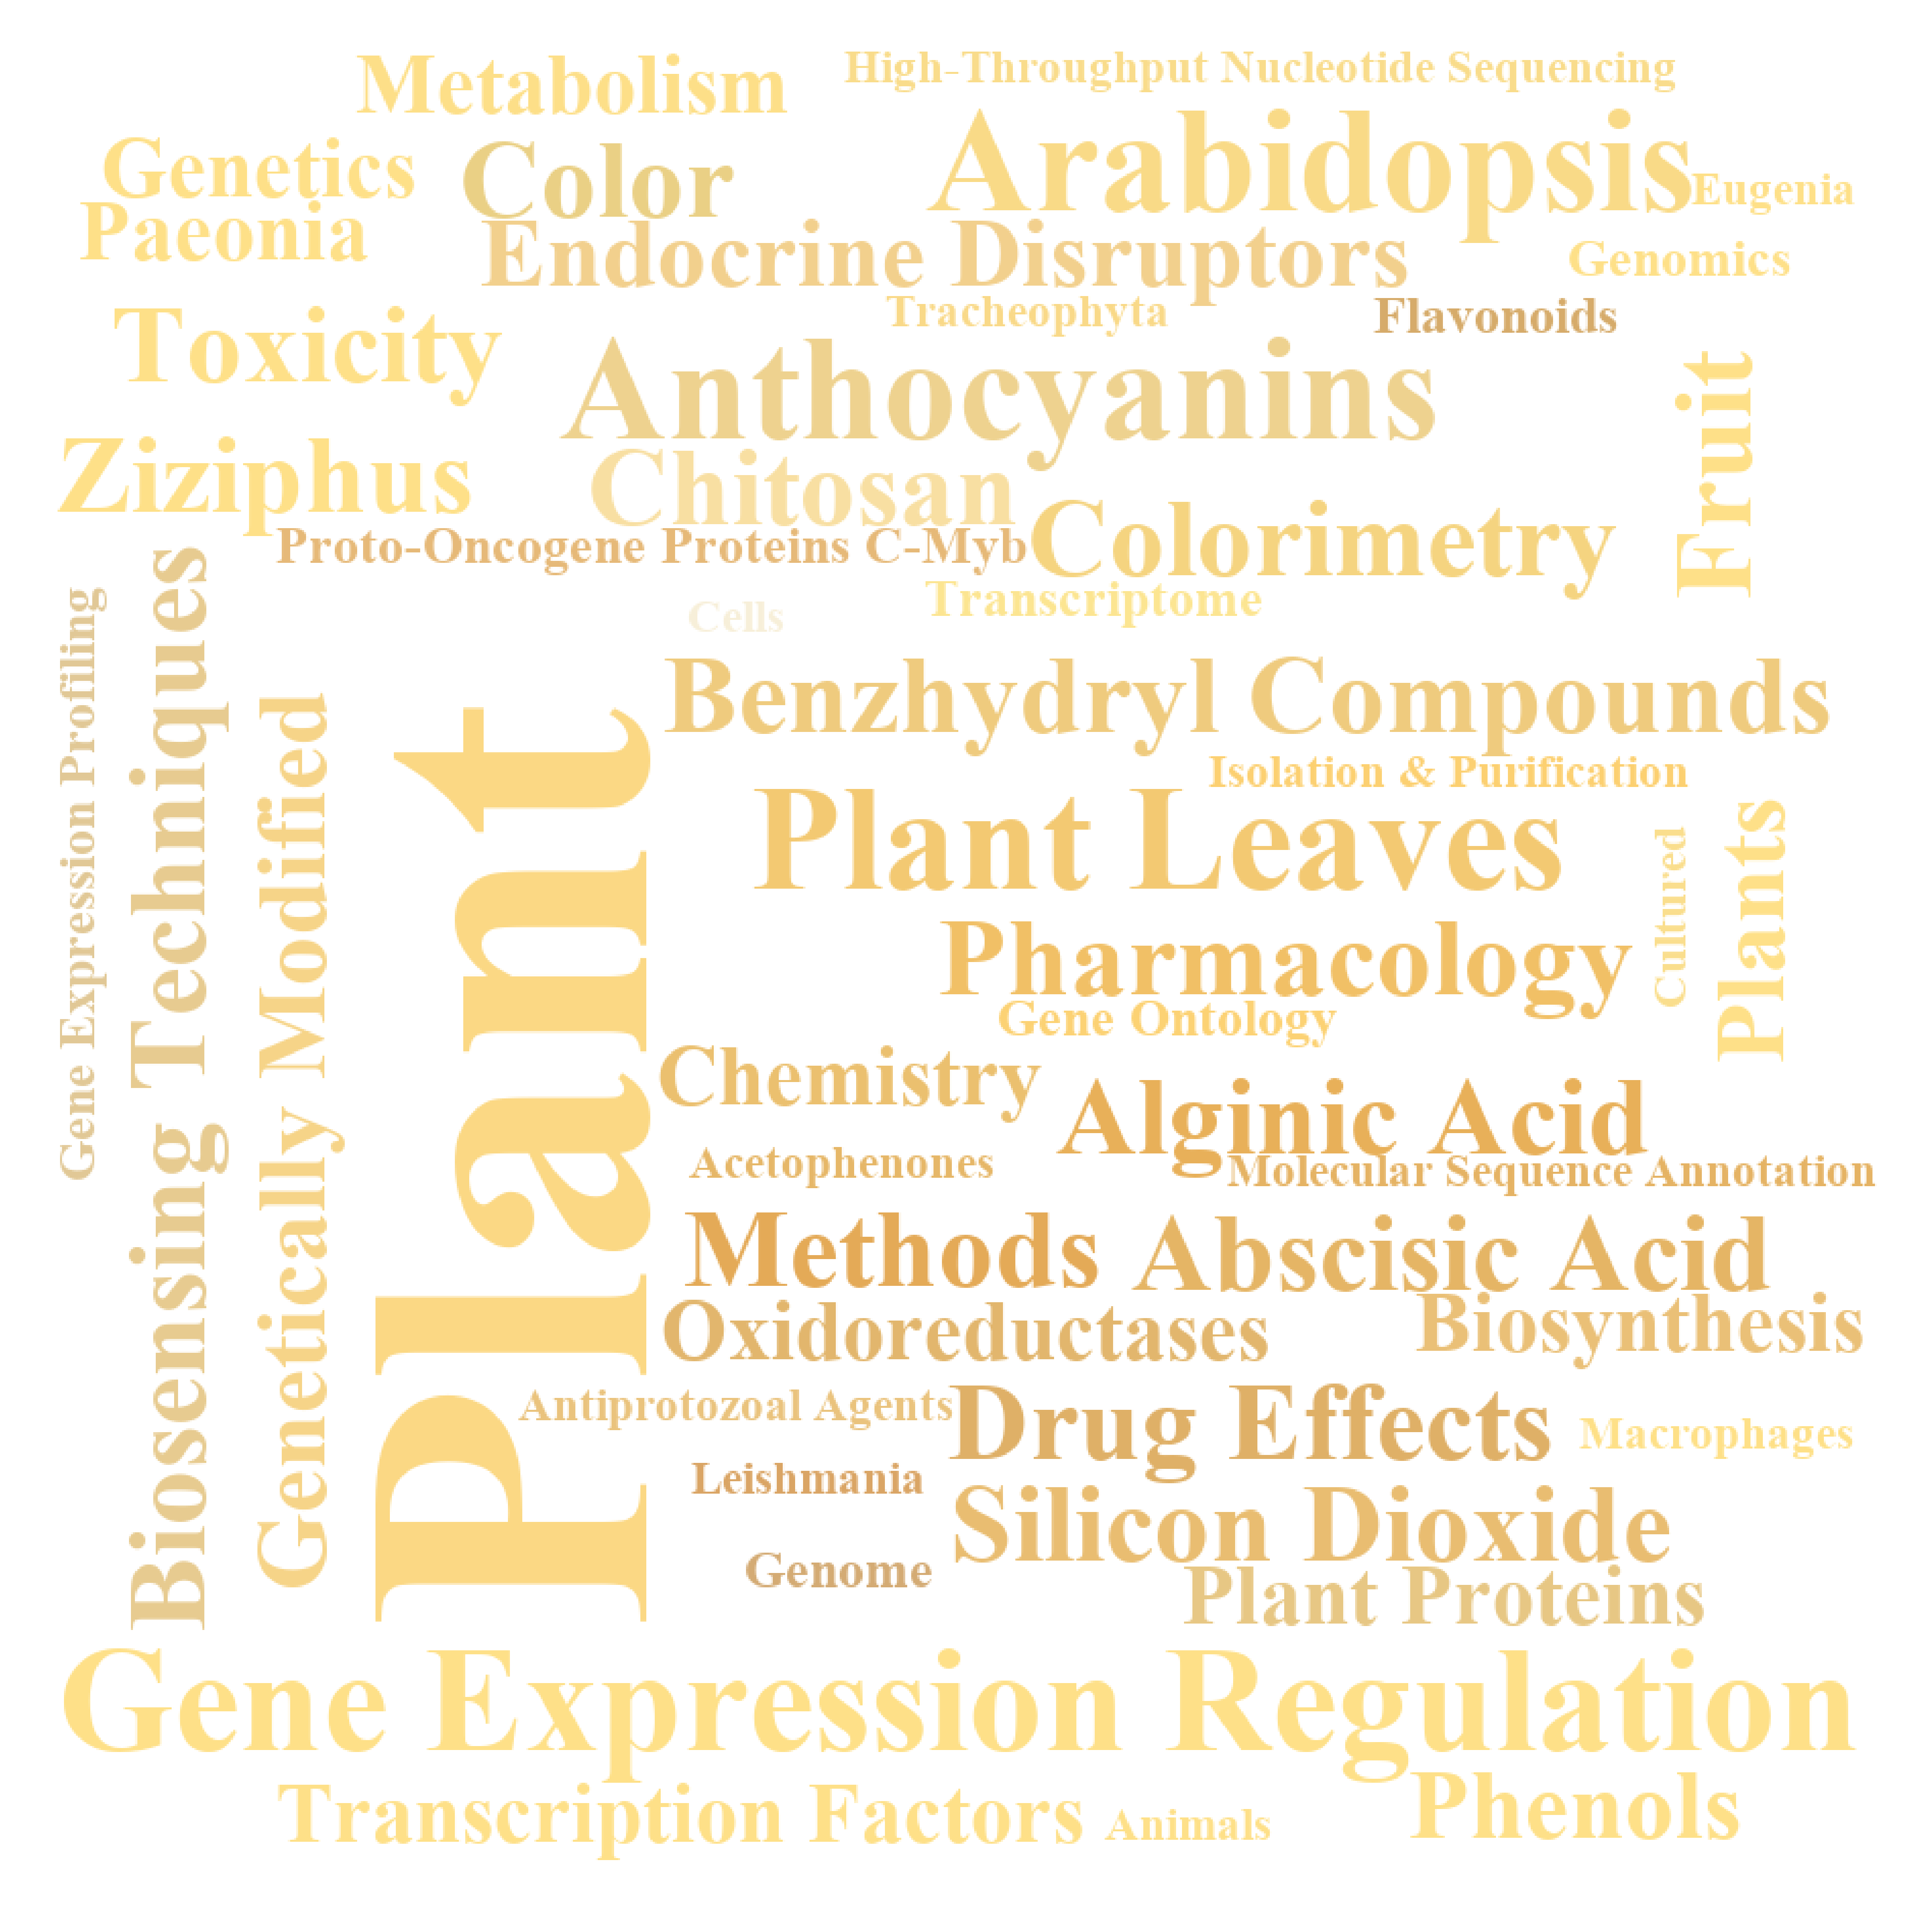 Metabolism
High-Throughput Nucleotide Sequencing
Genetics
Color
Arabidopsis
Eugenia
Paeonia
Endocrine Disruptors
Genomics
Tracheophyta
Flavonoids
Toxicity
Anthocyanins
Fruit
Ziziphus
Chitosan
Colorimetry
Proto-Oncogene Proteins C-Myb
Transcriptome
Cells
Gene Expression Profiling
Biosensing Techniques
Genetically Modified
Plant
Benzhydryl Compounds
Isolation & Purification
Plant Leaves
Cultured
Plants
Pharmacology
Gene Ontology
Chemistry
Alginic Acid
Acetophenones
Molecular Sequence Annotation
Methods
Abscisic Acid
Oxidoreductases
Biosynthesis
Antiprotozoal Agents
Drug Effects
Macrophages
Leishmania
Silicon Dioxide
Genome
Plant Proteins
Gene Expression Regulation
Transcription Factors
Animals
Phenols